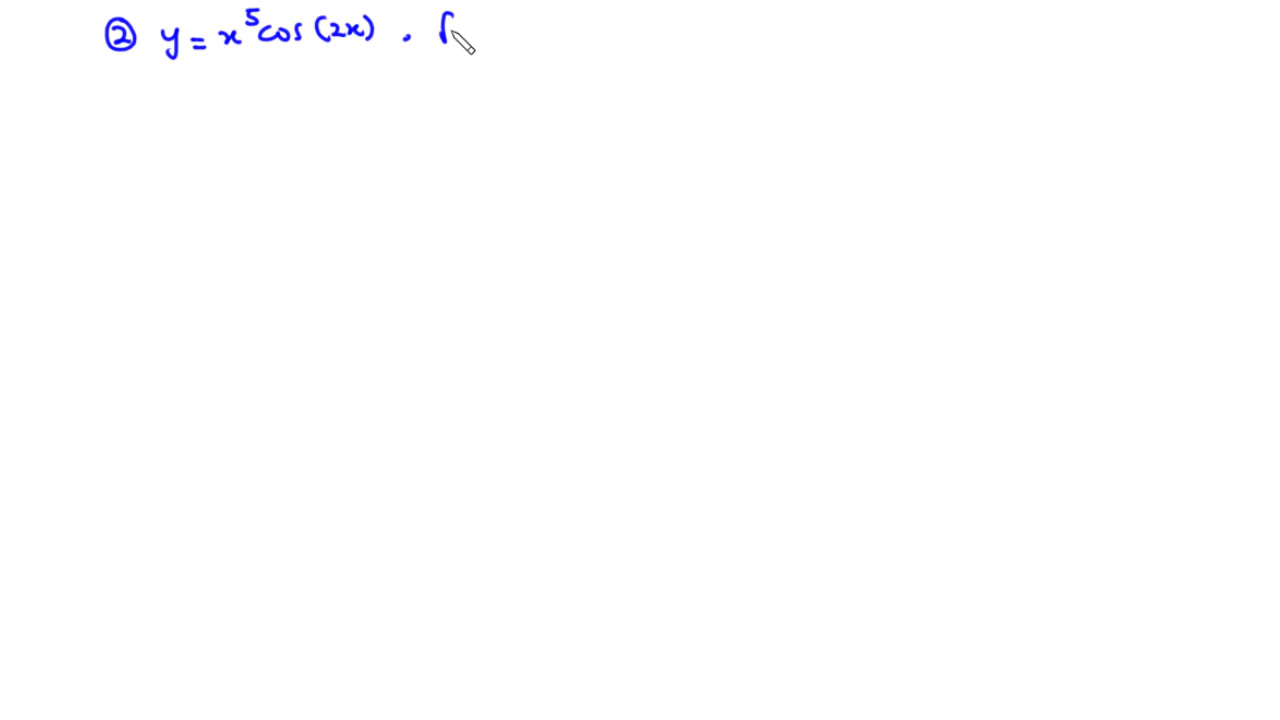 ② y = x⁵cos(2x) .